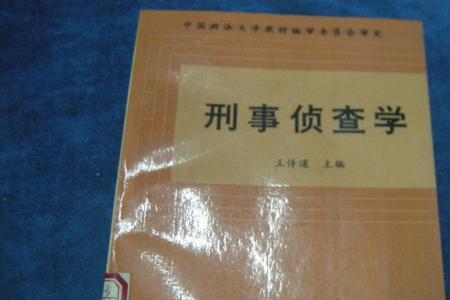 中国政法大学教材编审委员会审定
刑事侦查学
王传道 主编